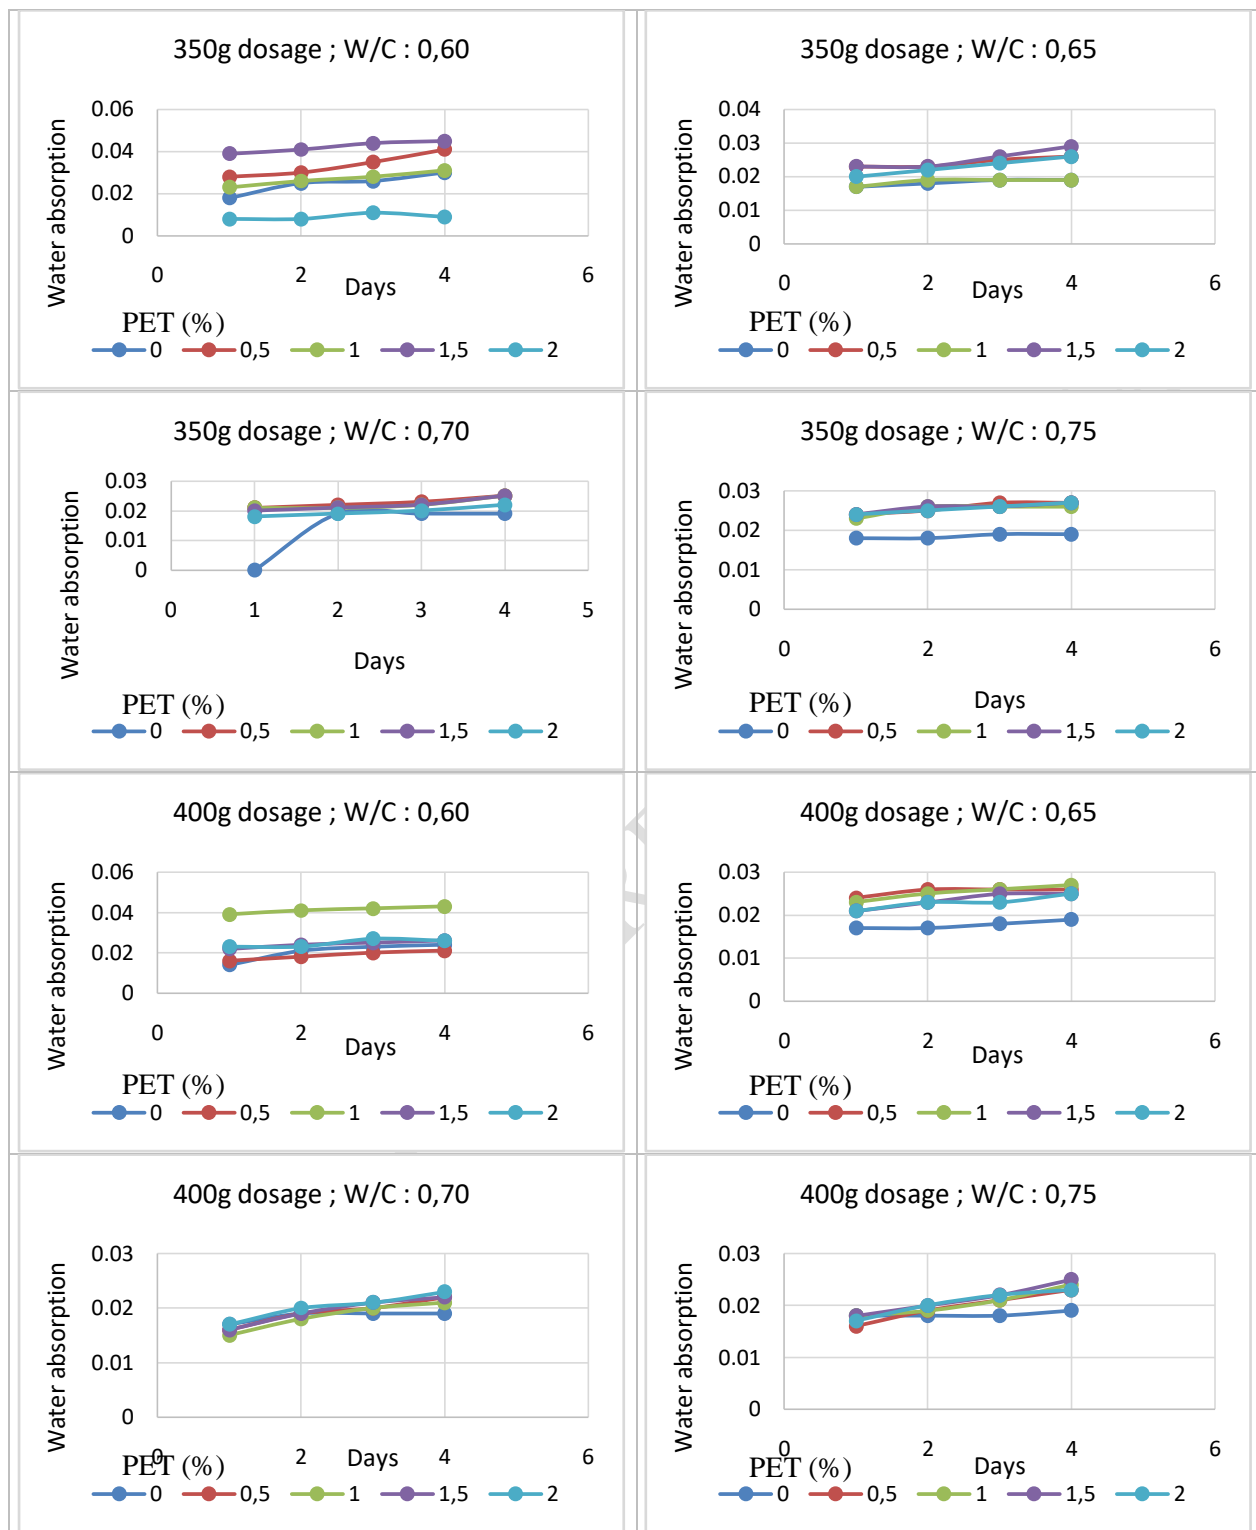 350g dosage ; W/C : 0,60
0.06
0.04
0.02
0
0 2 4 6
Water absorption
Days
PET (%)
0 0,5 1 1,5 2
350g dosage ; W/C : 0,65
0.04
0.03
0.02
0.01
0
0 2 4 6
Water absorption
Days
PET (%)
0 0,5 1 1,5 2
350g dosage ; W/C : 0,70
0.03
0.02
0.01
0
0 1 2 3 4 5
Water absorption
Days
PET (%)
0 0,5 1 1,5 2
350g dosage ; W/C : 0,75
0.03
0.02
0.01
0
0 2 4 6
Water absorption
Days
PET (%)
0 0,5 1 1,5 2
400g dosage ; W/C : 0,60
0.06
0.04
0.02
0
0 2 4 6
Water absorption
Days
PET (%)
0 0,5 1 1,5 2
400g dosage ; W/C : 0,65
0.03
0.02
0.01
0
0 2 4 6
Water absorption
Days
PET (%)
0 0,5 1 1,5 2
400g dosage ; W/C : 0,70
0.03
0.02
0.01
0
0 2 4 6
Water absorption
Days
PET (%)
0 0,5 1 1,5 2
400g dosage ; W/C : 0,75
0.03
0.02
0.01
0
0 2 4 6
Water absorption
Days
PET (%)
0 0,5 1 1,5 2